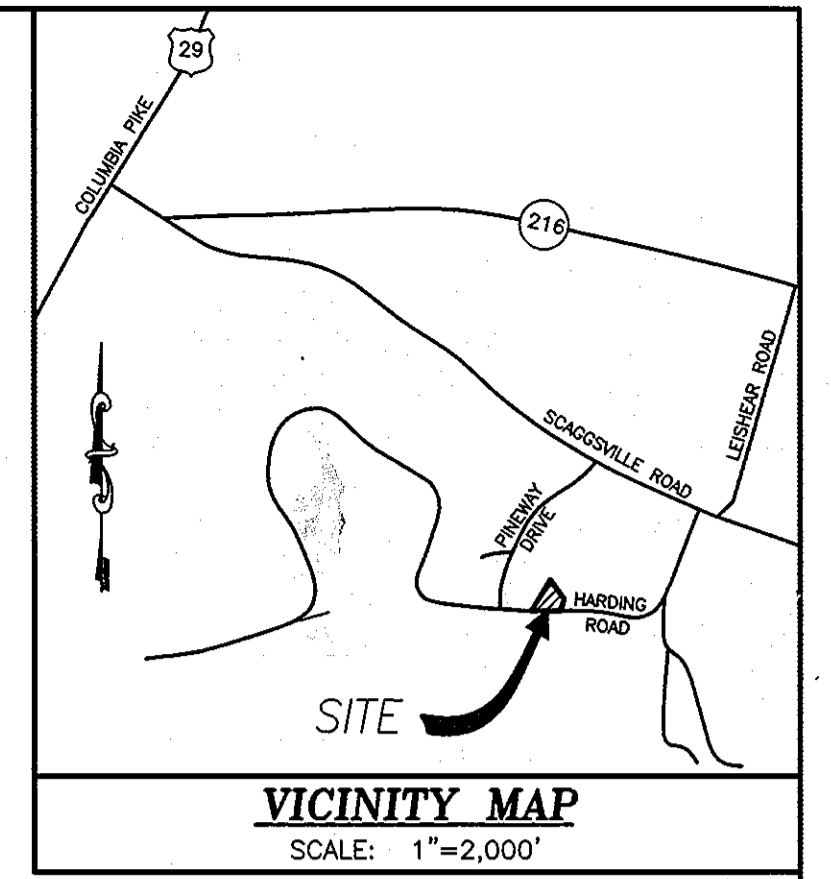 29
COLUMBIA PIKE
216
LEISHEAR ROAD
SCAGGSVILLE ROAD
PINEWAY
DRIVE
HARDING
ROAD
SITE
VICINITY MAP
SCALE: 1"=2,000'